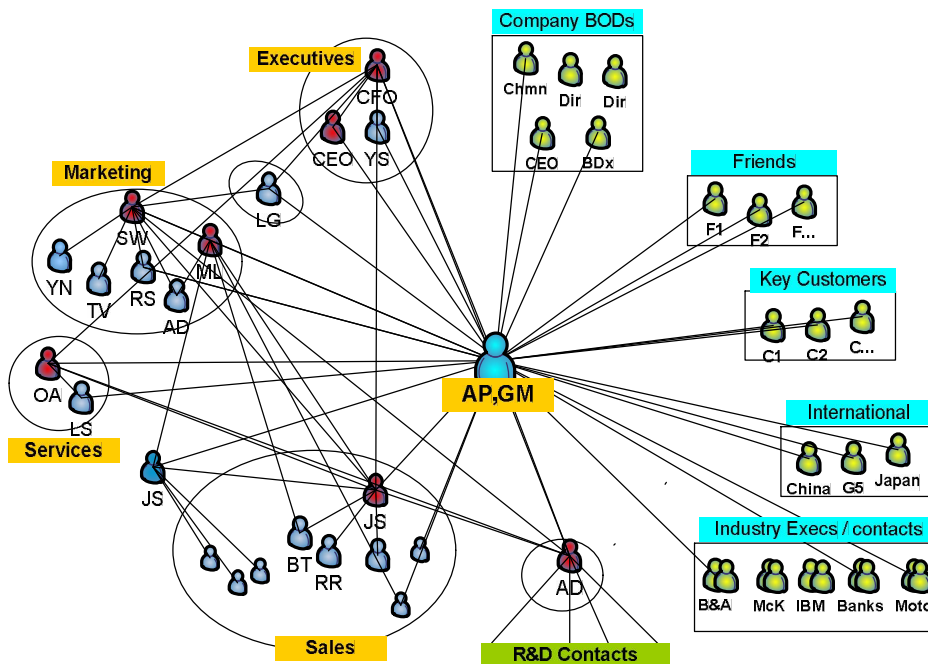 Company BODs
Executives
CFO
Chmn
Dir
Dir
CEO
YS
CEO
BDx
Friends
Marketing
LG
F1
F2
F...
SW
ML
YN
TV
RS
AD
Key Customers
C1
C2
C...
OA
LS
AP,GM
Services
International
China
G5
Japan
JS
JS
BT
RR
Industry Execs / contacts
AD
B&A
McK
IBM
Banks
Moto
Sales
R&D Contacts